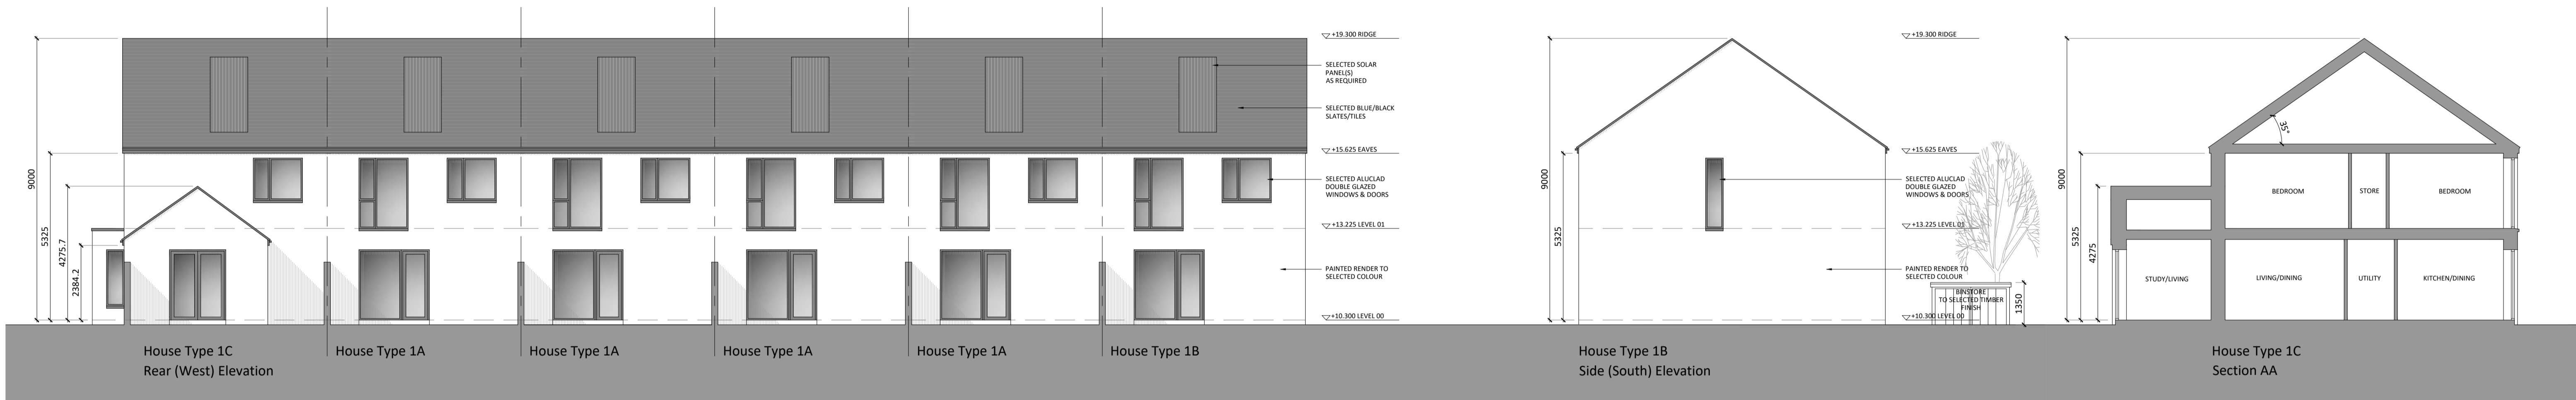 9000
5325
4275.7
2384.2
+19.300 RIDGE
SELECTED SOLAR
PANEL(S)
AS REQUIRED
SELECTED BLUE/BLACK
SLATES/TILES
+15.625 EAVES
SELECTED ALUCLAD
DOUBLE GLAZED
WINDOWS & DOORS
+13.225 LEVEL 01
PAINTED RENDER TO
SELECTED COLOUR
+10.300 LEVEL 00
House Type 1C
Rear (West) Elevation
House Type 1A
House Type 1A
House Type 1A
House Type 1A
House Type 1B
9000
5325
+19.300 RIDGE
+15.625 EAVES
SELECTED ALUCLAD
DOUBLE GLAZED
WINDOWS & DOORS
+13.225 LEVEL 01
PAINTED RENDER TO
SELECTED COLOUR
BINSTORE
TO SELECTED TIMBER
FINISH
+10.300 LEVEL 00
1350
House Type 1B
Side (South) Elevation
9000
5325
4275
35°
BEDROOM
STORE
BEDROOM
STUDY/LIVING
LIVING/DINING
UTILITY
KITCHEN/DINING
House Type 1C
Section AA